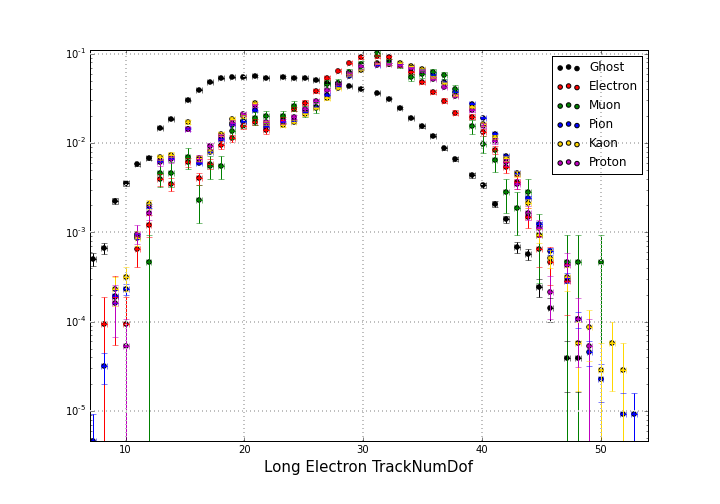 10^-1
10^-2
10^-3
10^-4
10^-5
Ghost
Electron
Muon
Pion
Kaon
Proton
10 20 30 40 50
Long Electron TrackNumDof